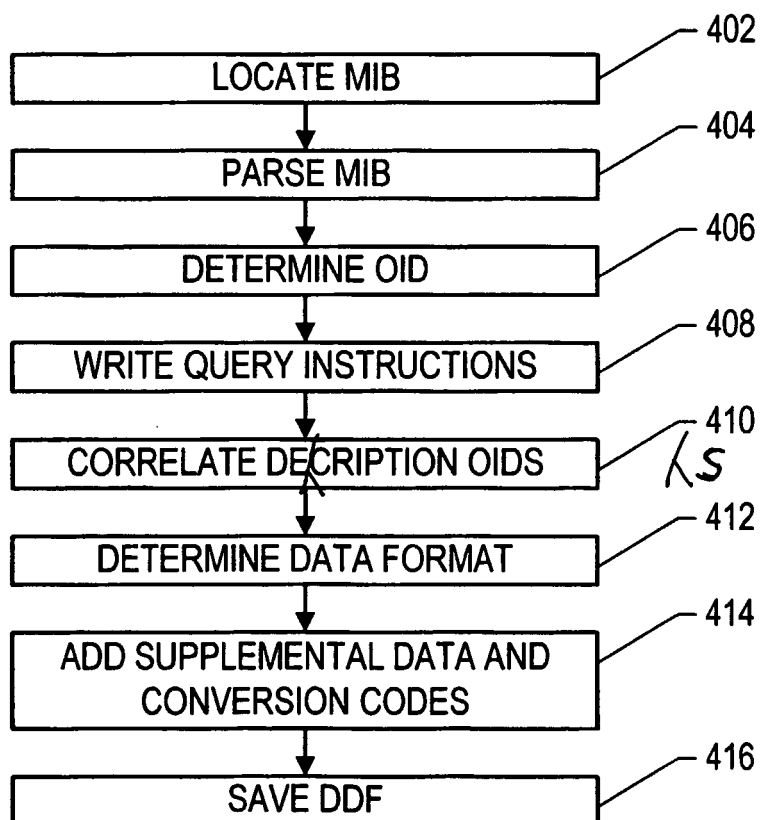 402
LOCATE MIB
404
PARSE MIB
406
DETERMINE OID
408
WRITE QUERY INSTRUCTIONS
410
CORRELATE DECRIPTION OIDS
s
412
DETERMINE DATA FORMAT
414
ADD SUPPLEMENTAL DATA AND
CONVERSION CODES
416
SAVE DDF